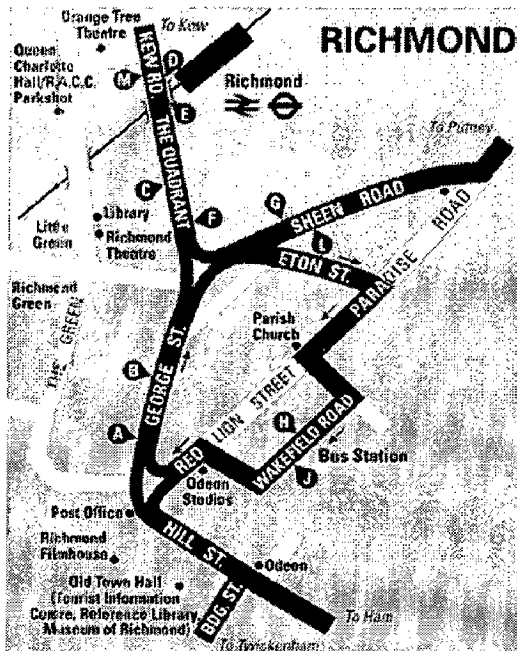 Orange Tree
Theatre
To Kew
RICHMOND
Queen
Charlotte
Hall/R.A.C.C.
Parkshot
KEW RD.
D
M
E
Richmond
THE QUADRANT
To Putney
C
F
G
SHEEN ROAD
Library
Little
Green
Richmond
Theatre
L
ETON ST.
PARADISE ROAD
Richmond
Green
THE GREEN
Parish
Church
GEORGE ST.
B
A
RED LION STREET
H
WAKEFIELD ROAD
J
Bus Station
Odeon
Studios
Post Office
HILL ST.
Richmond
Filmhouse
Odeon
Old Town Hall
(Tourist Information
Centre, Reference Library,
Museum of Richmond)
BDG ST.
To Ham
To Twickenham